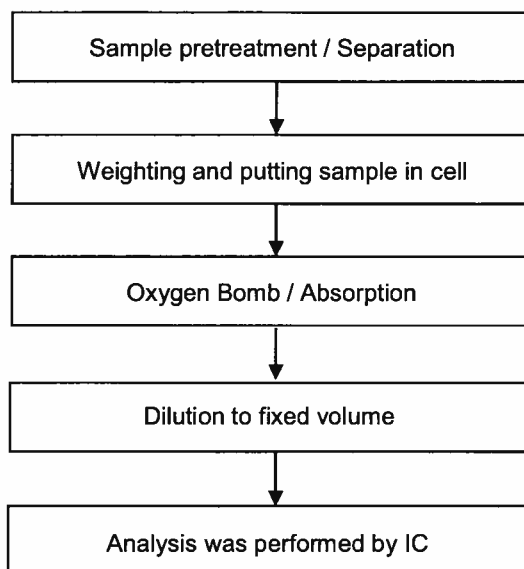 Sample pretreatment / Separation
Weighting and putting sample in cell
Oxygen Bomb / Absorption
Dilution to fixed volume
Analysis was performed by IC